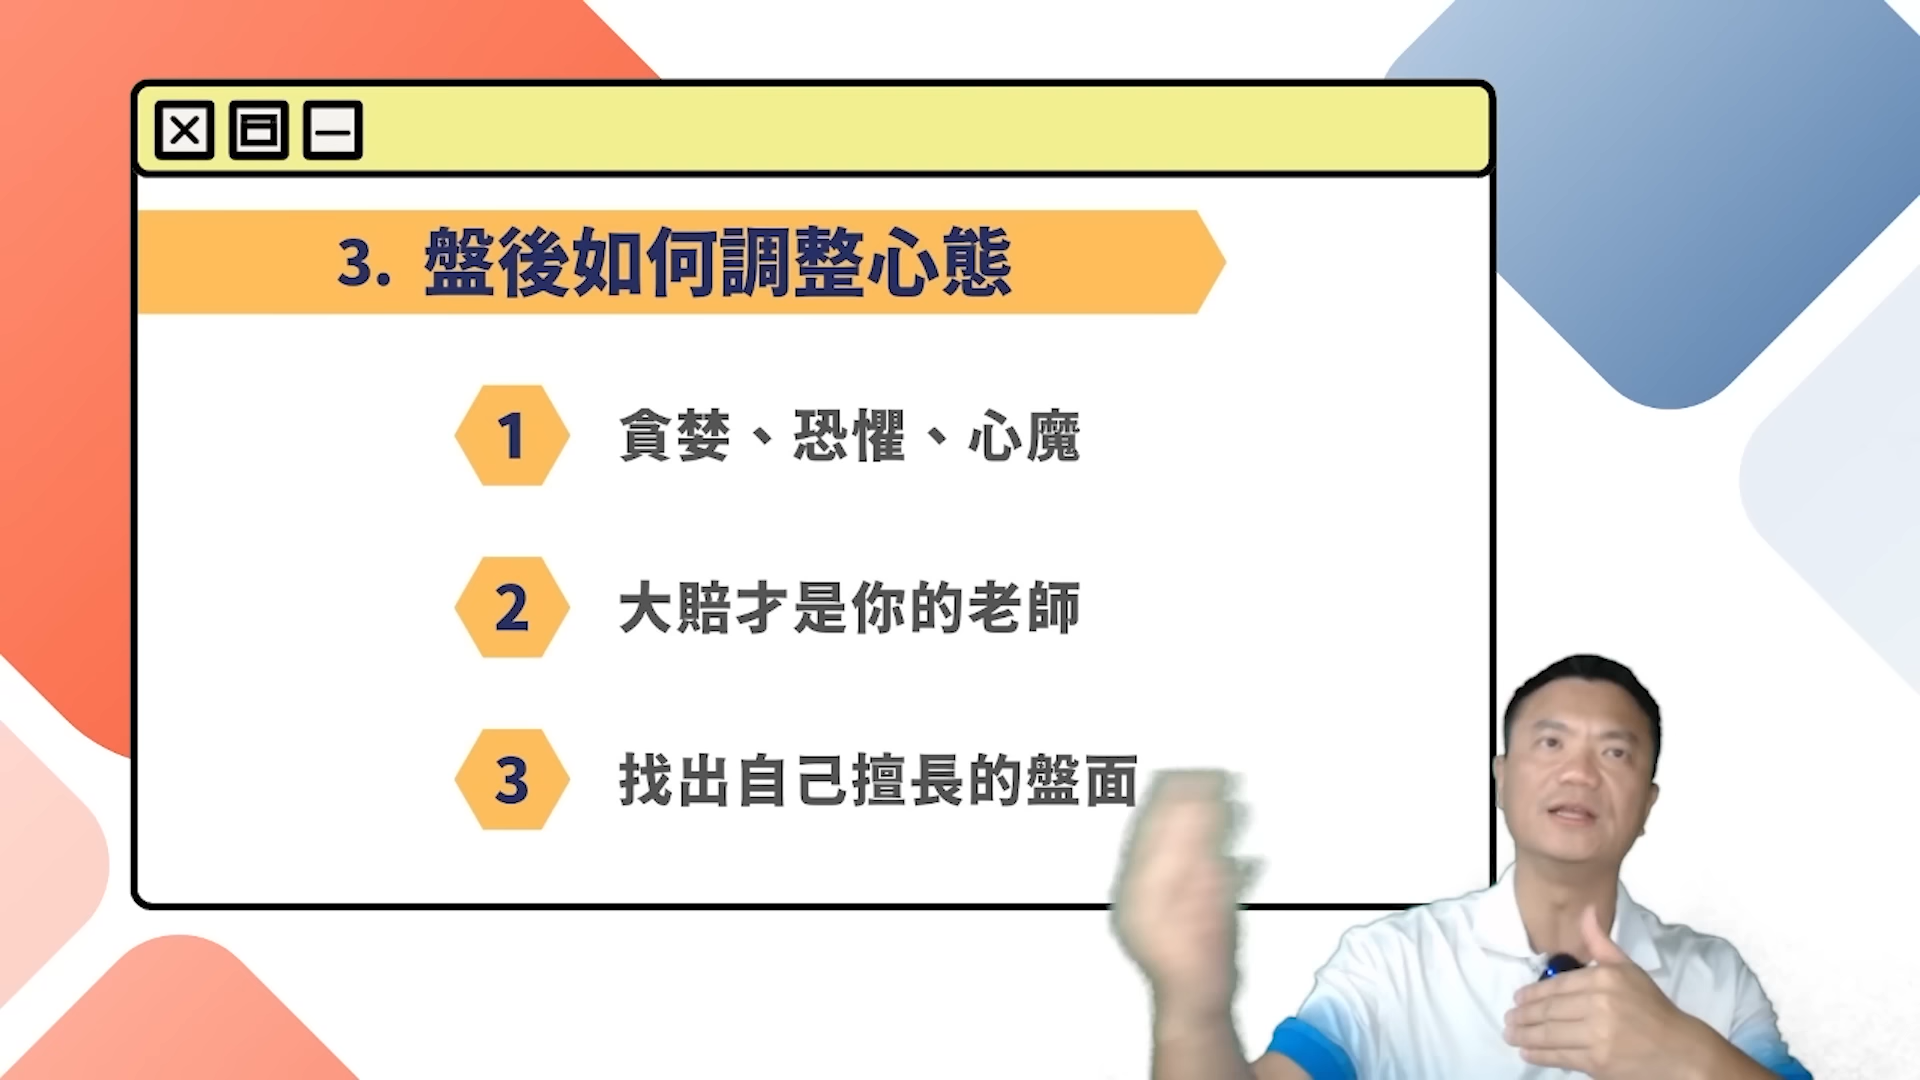 3. 盤後如何調整心態
1 貪婪、恐懼、心魔
2 大賠才是你的老師
3 找出自己擅長的盤面